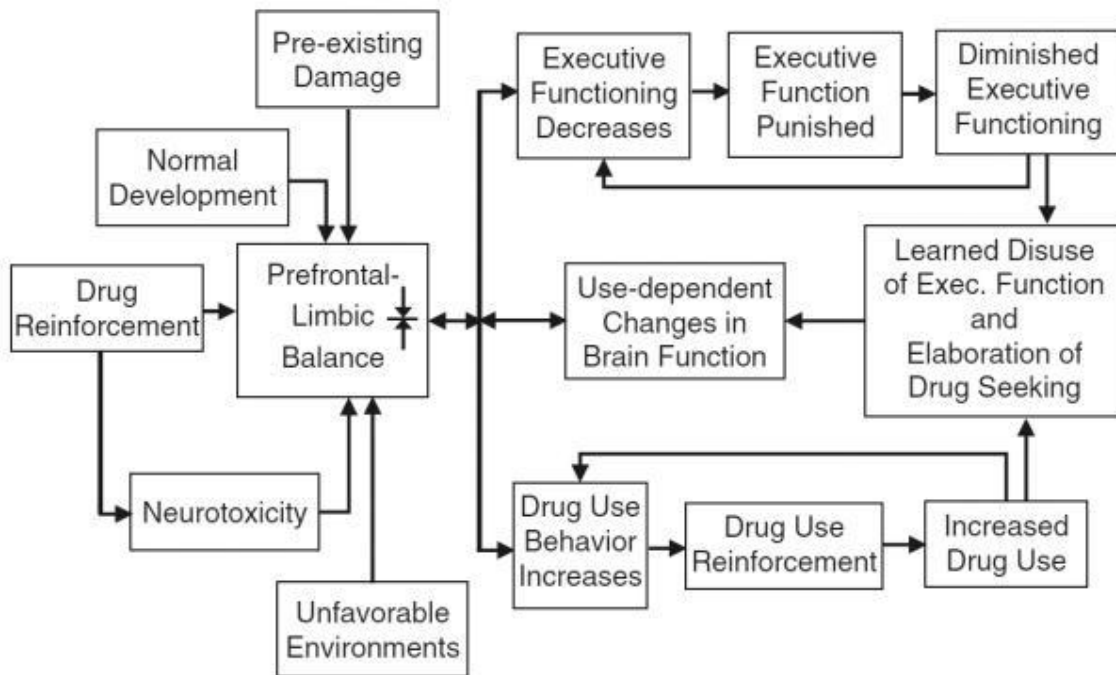 Pre-existing
Damage
Normal
Development
Drug
Reinforcement
Prefrontal-
Limbic
Balance
Neurotoxicity
Unfavorable
Environments
Executive
Functioning
Decreases
Executive
Function
Punished
Diminished
Executive
Functioning
Use-dependent
Changes in
Brain Function
Learned Disuse
of Exec. Function
and
Elaboration of
Drug Seeking
Drug Use
Behavior
Increases
Drug Use
Reinforcement
Increased
Drug Use